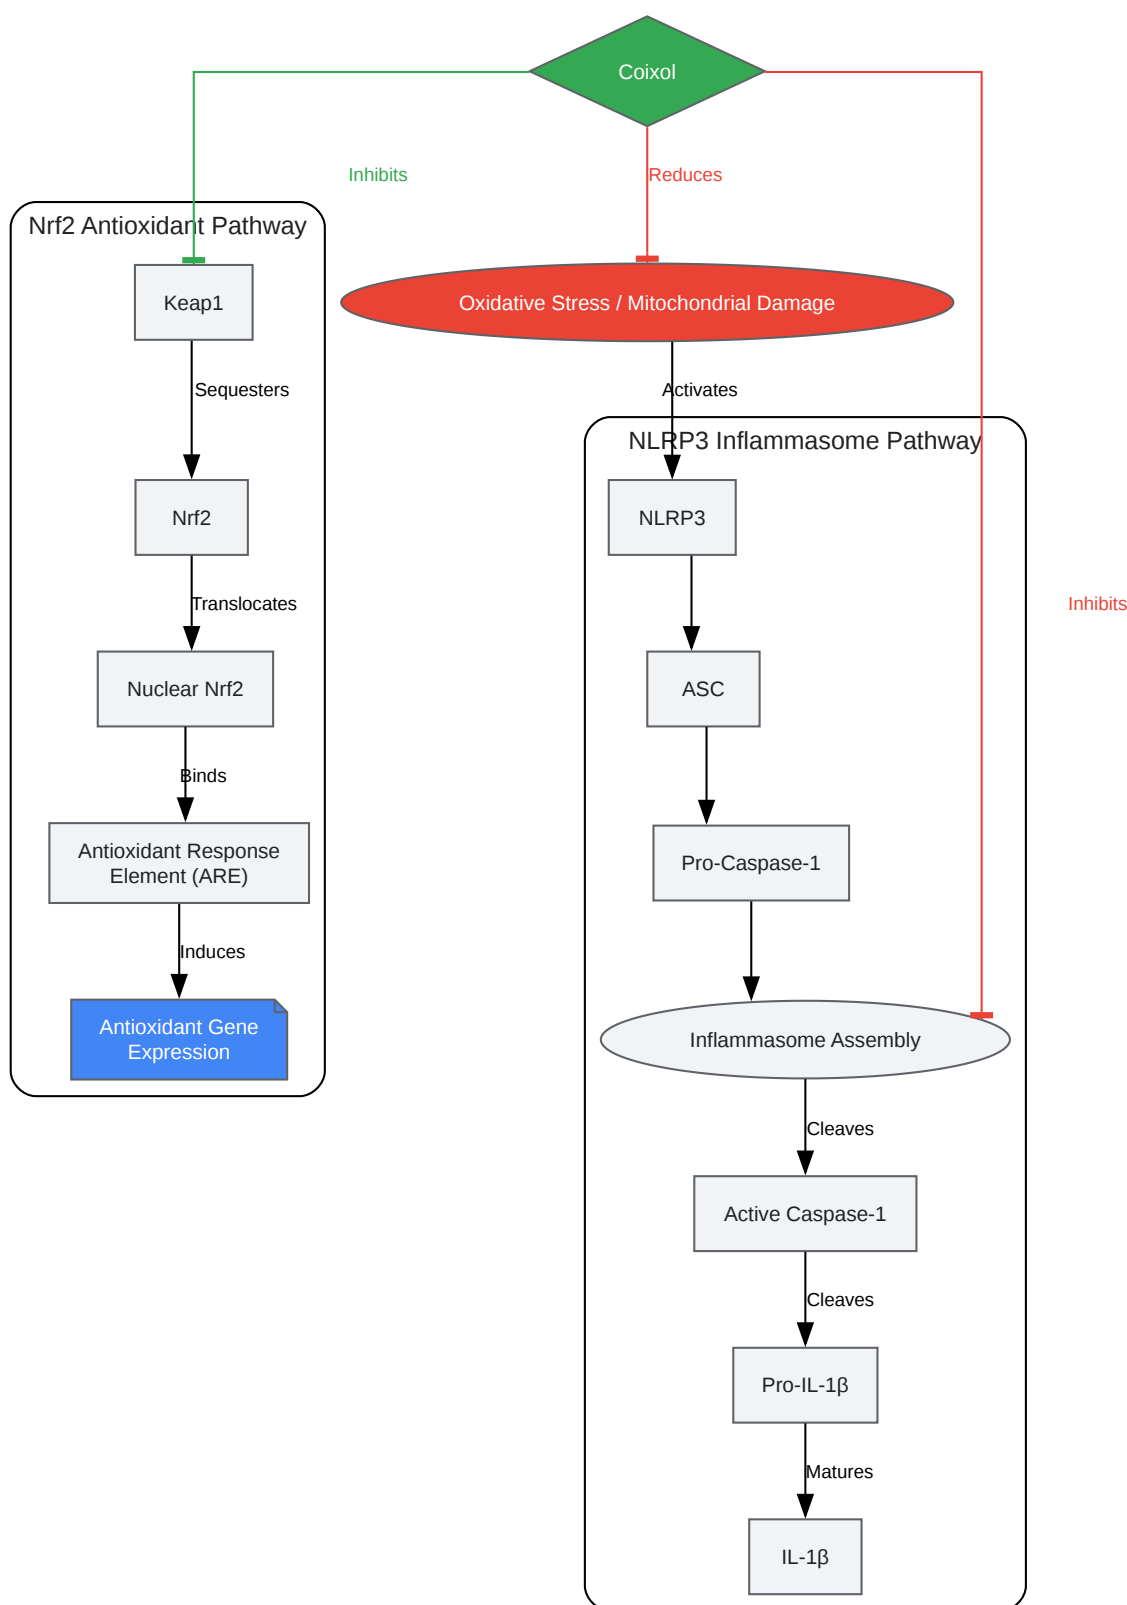 Coixol
Inhibits
Reduces
Nrf2 Antioxidant Pathway
Keap1
Oxidative Stress / Mitochondrial Damage
Sequesters
Activates
NLRP3 Inflammasome Pathway
Nrf2
NLRP3
Translocates
Inhibits
Nuclear Nrf2
ASC
Binds
Antioxidant Response
Element (ARE)
Pro-Caspase-1
Induces
Antioxidant Gene
Expression
Inflammasome Assembly
Cleaves
Active Caspase-1
Cleaves
Pro-IL-1β
Matures
IL-1β